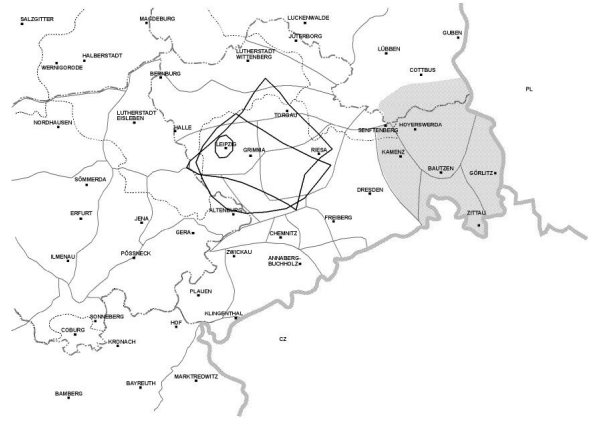 SALZGITTER
MAGDEBURG
LUCKENWALDE
JÜTERBORG
GUBEN
LÜBBEN
HALBERSTADT
WERNIGORODE
LUTHERSTADT
WITTENBERG
COTTBUS
BERNBURG
PL
LUTHERSTADT
EISLEBEN
NORDHAUSEN
HALLE
TORGAU
SENFTENBERG
HOYERSWERDA
LEIPZIG
GRIMMA
RIESA
KAMENZ
BAUTZEN
GÖRLITZ
SÖMMERDA
DRESDEN
ERFURT
JENA
ALTENBURG
FREIBERG
ZITTAU
GERA
CHEMNITZ
ILMENAU
PÖSSNECK
ZWICKAU
ANNABERG-
BUCHHOLZ
PLAUEN
SONNEBERG
COBURG
HOF
KLINGENTHAL
KRONACH
CZ
BAYREUTH
MARKTREDWITZ
BAMBERG